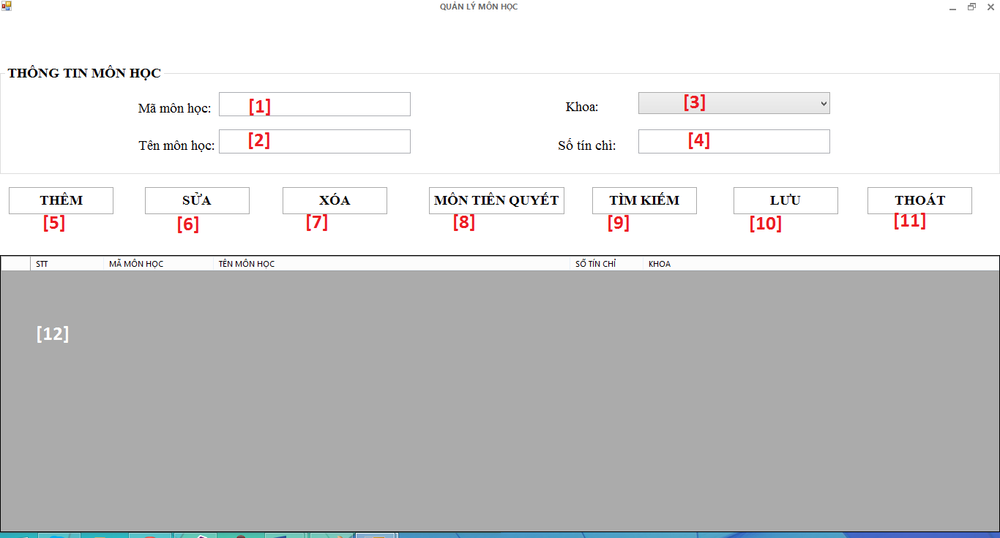 QUẢN LÝ MÔN HỌC
THÔNG TIN MÔN HỌC
Mã môn học: [1] Khoa: [3]
Tên môn học: [2] Số tín chỉ: [4]
THÊM SỬA XÓA MÔN TIÊN QUYẾT TÌM KIẾM LƯU THOÁT
[5] [6] [7] [8] [9] [10] [11]
STT MÃ MÔN HỌC TÊN MÔN HỌC SỐ TÍN CHỈ KHOA
[12]